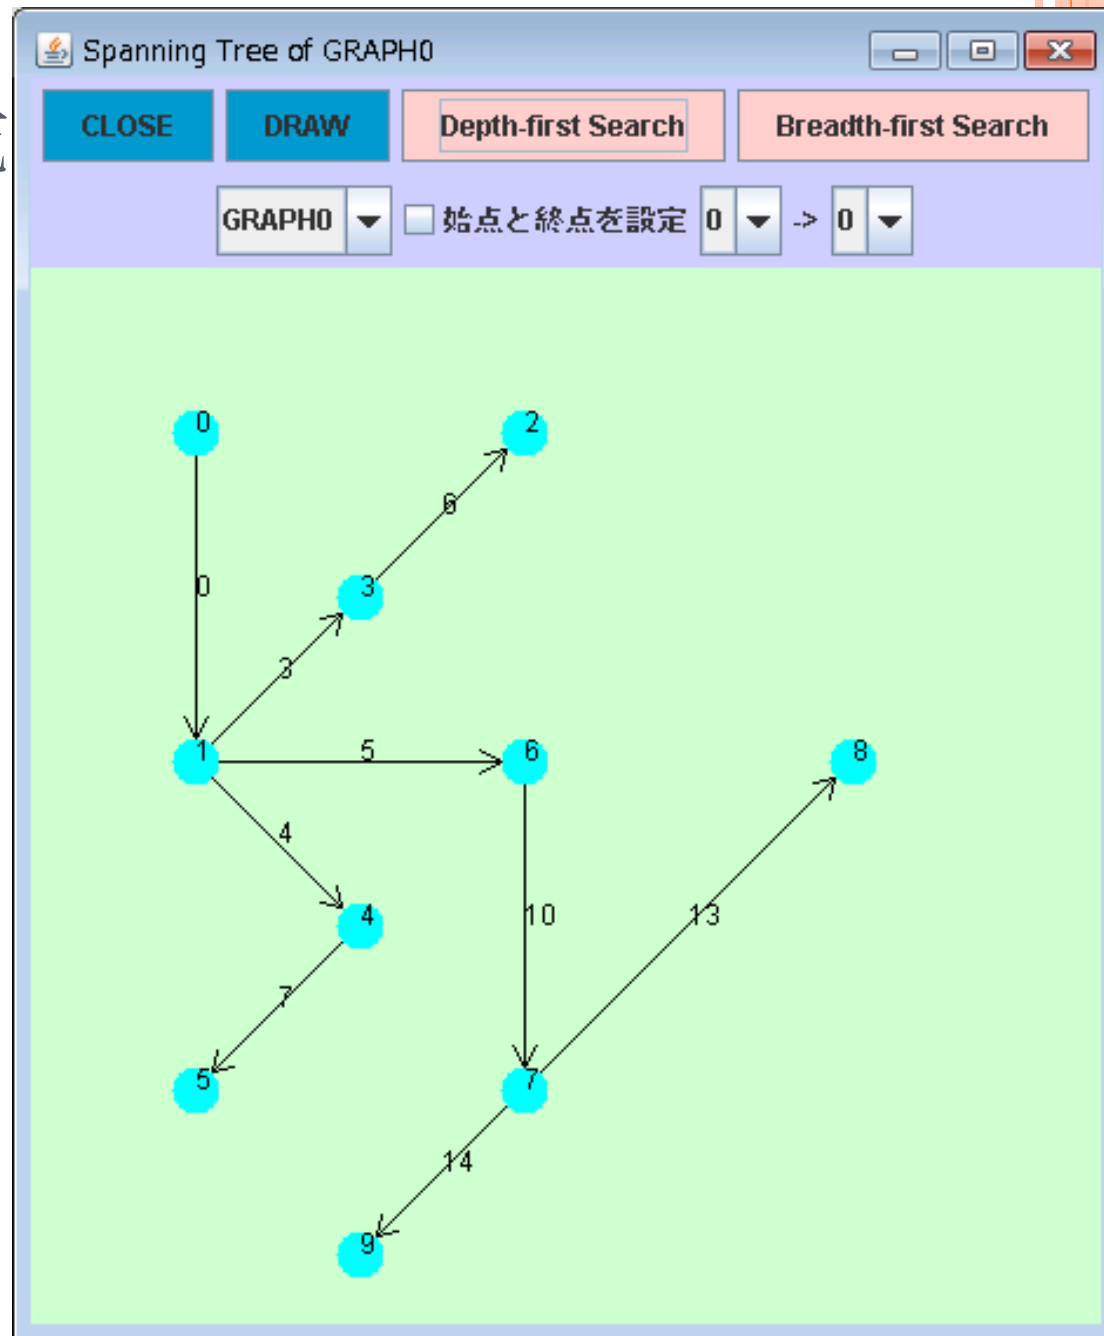 Spanning Tree of GRAPH0
CLOSE DRAW Depth-first Search Breadth-first Search
GRAPH0 始点と終点を設定 0 -> 0
0 2
6
0 3
3
1 5 6 8
4
4 10 13
7
5 7
14
9